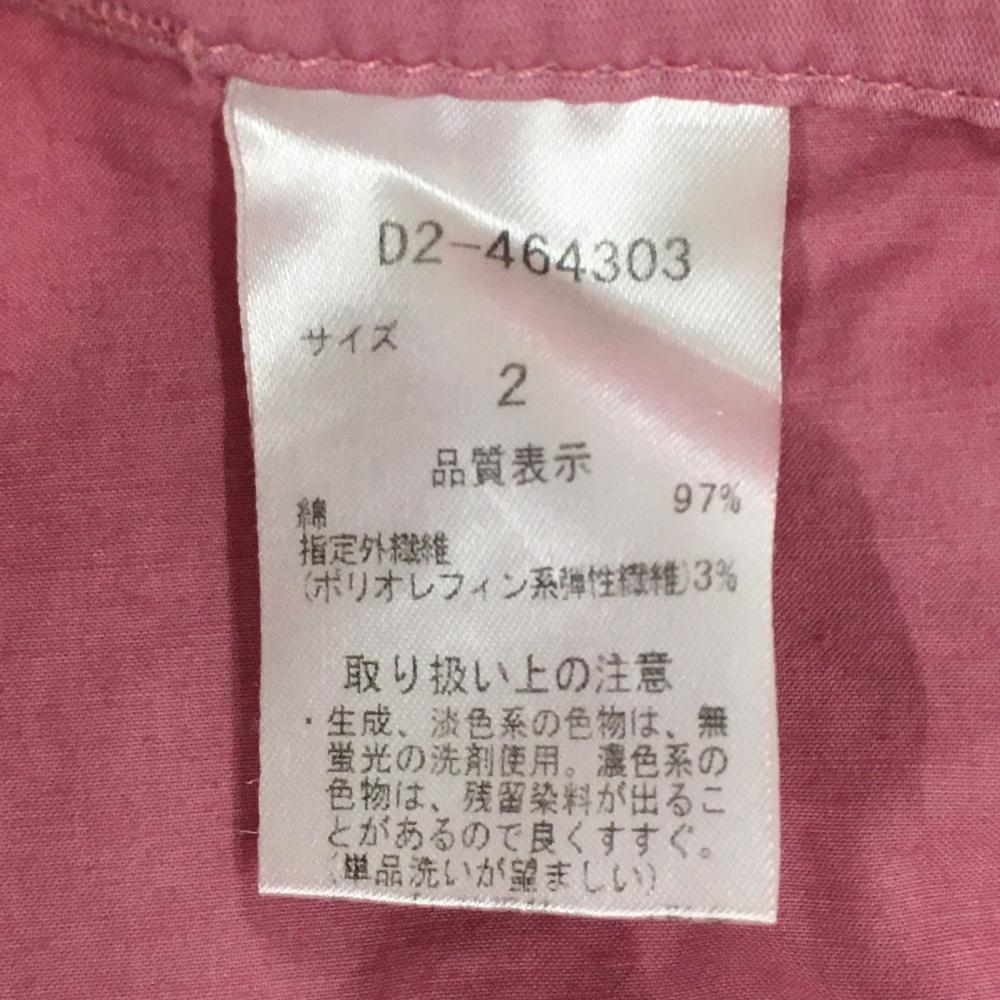 D2-464303
サイズ
2
品質表示
綿 97%
指定外繊維
(ポリオレフィン系弾性繊維)3%
取り扱い上の注意
・生成、淡色系の色物は、無
蛍光の洗剤使用。濃色系の
色物は、残留染料が出るこ
とがあるので良くすすぐ。
(単品洗いが望ましい)